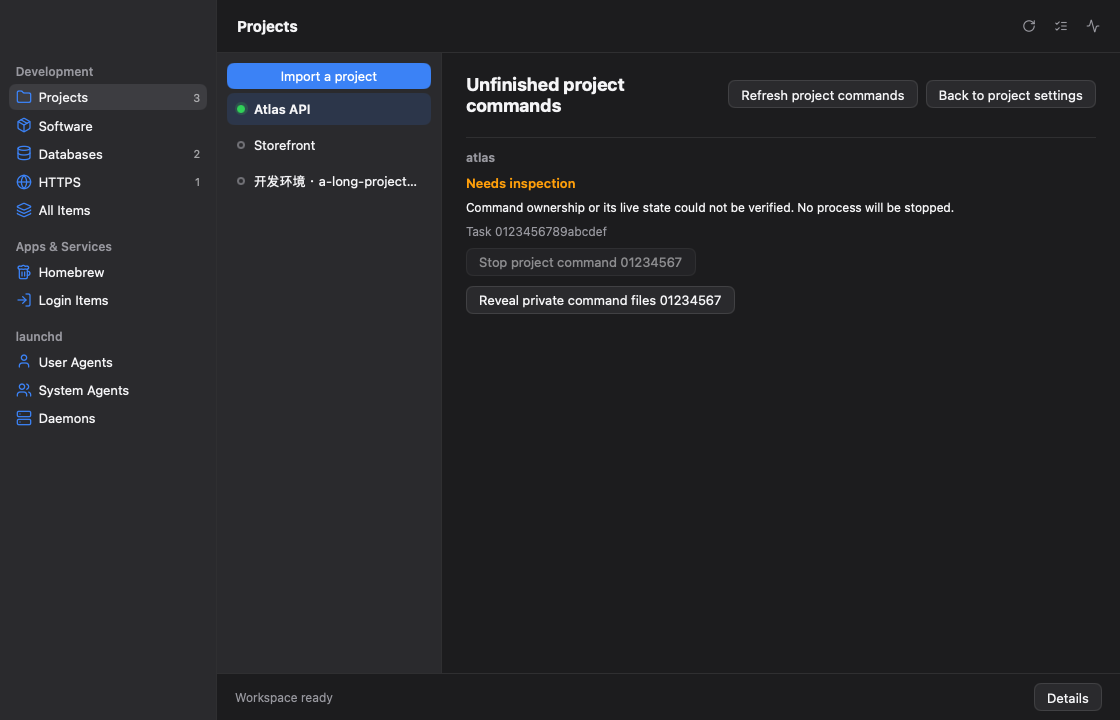 Projects
Development
Projects 3
Software
Databases 2
HTTPS 1
All Items
Apps & Services
Homebrew
Login Items
launchd
User Agents
System Agents
Daemons
Import a project
Atlas API
Storefront
开发环境 · a-long-project...
Unfinished project
commands
Refresh project commands
Back to project settings
atlas
Needs inspection
Command ownership or its live state could not be verified. No process will be stopped.
Task 0123456789abcdef
Stop project command 01234567
Reveal private command files 01234567
Workspace ready
Details